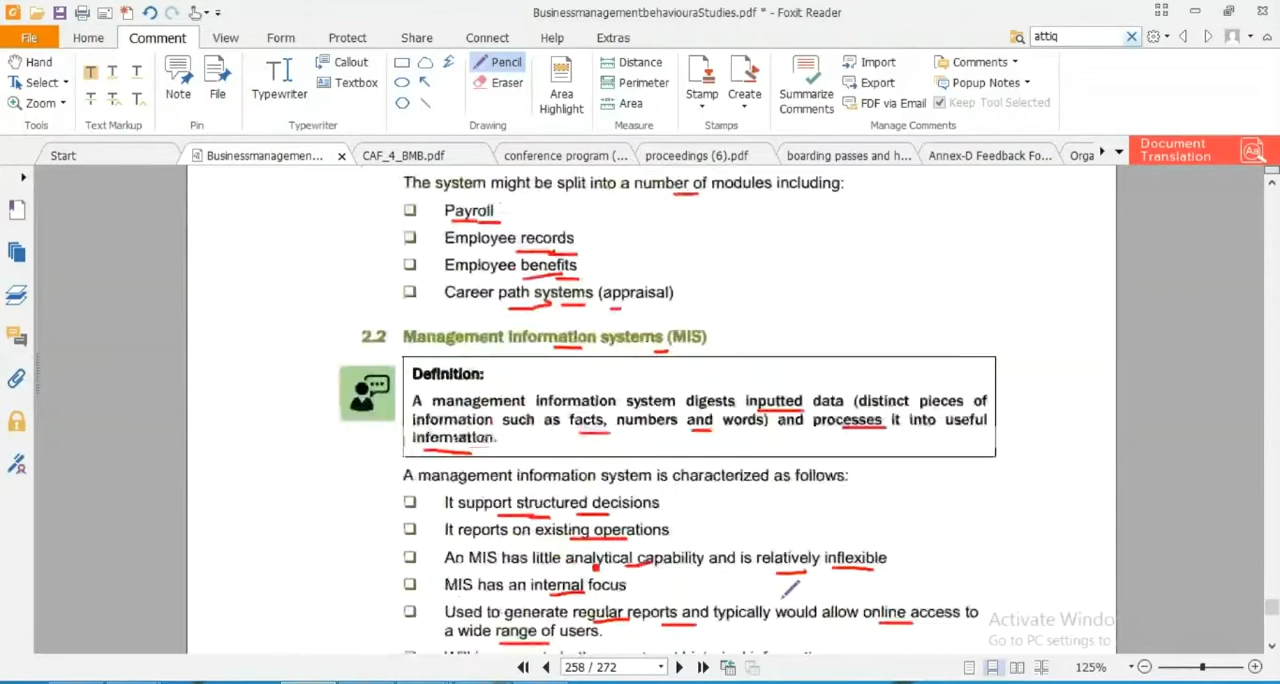 BusinessmanagementbehaviouraStudies.pdf * - Foxit Reader
File Home Comment View Form Protect Share Connect Help Extras attiq
Hand Select Zoom
Tools
Text Markup
Note File
Pin
Typewriter Callout Textbox
Typewriter
Pencil Eraser
Drawing
Area Highlight
Distance Perimeter Area
Measure
Stamp Create
Stamps
Summarize Comments Import Export FDF via Email Comments Popup Notes Keep Tool Selected
Manage Comments
Start Businessmanagemen... CAF_4_BMB.pdf conference program (... proceedings (6).pdf boarding passes and h... Annex-D Feedback Fo... Orga
Document Translation
The system might be split into a number of modules including:
Payroll
Employee records
Employee benefits
Career path systems (appraisal)
2.2 Management information systems (MIS)
Definition:
A management information system digests inputted data (distinct pieces of
information such as facts, numbers and words) and processes it into useful
information.
A management information system is characterized as follows:
It support structured decisions
It reports on existing operations
An MIS has little analytical capability and is relatively inflexible
MIS has an internal focus
Used to generate regular reports and typically would allow online access to
a wide range of users.
Activate Windo
Go to PC settings to
258 / 272
125%